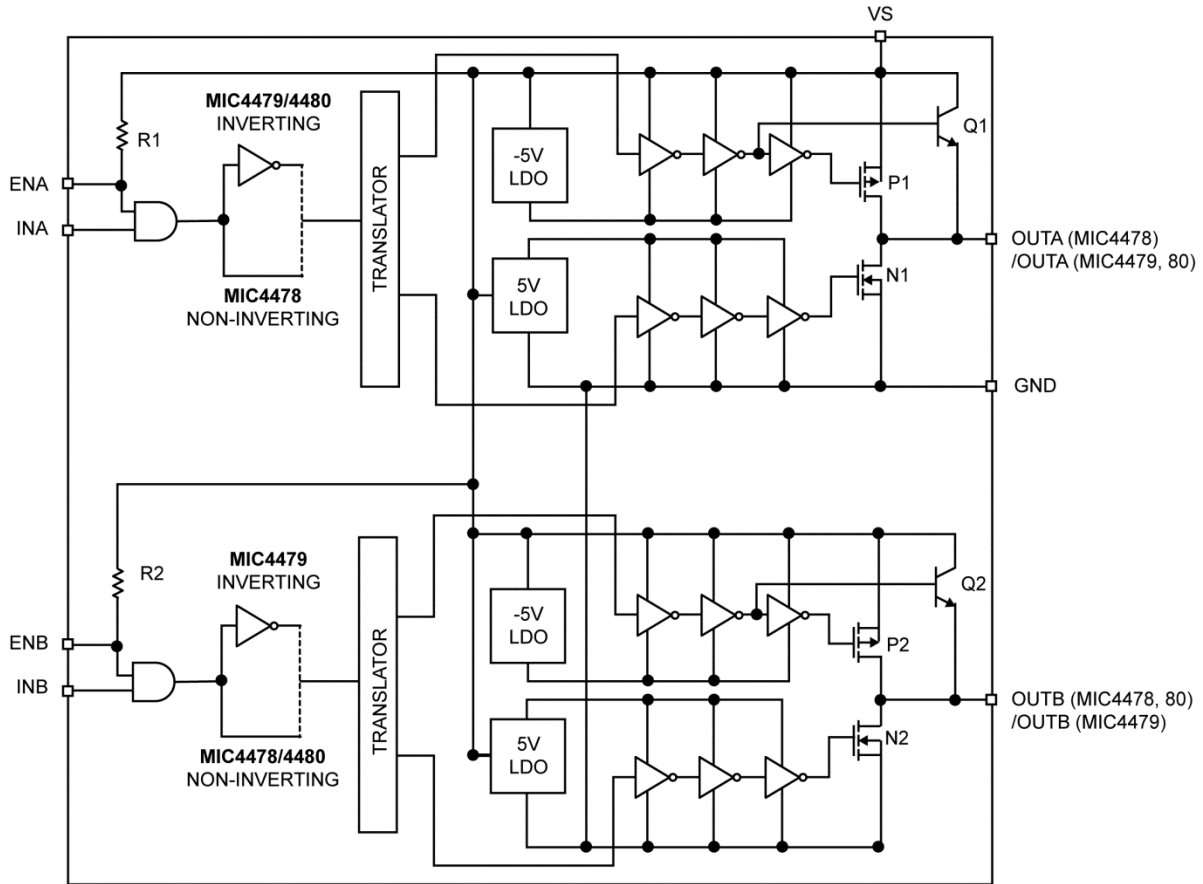 VS
MIC4479/4480
INVERTING
R1
ENA
INA
MIC4478
NON-INVERTING
TRANSLATOR
-5V
LDO
5V
LDO
Q1
P1
N1
OUTA (MIC4478)
/OUTA (MIC4479, 80)
GND
MIC4479
INVERTING
R2
ENB
INB
MIC4478/4480
NON-INVERTING
TRANSLATOR
-5V
LDO
5V
LDO
Q2
P2
N2
OUTB (MIC4478, 80)
/OUTB (MIC4479)